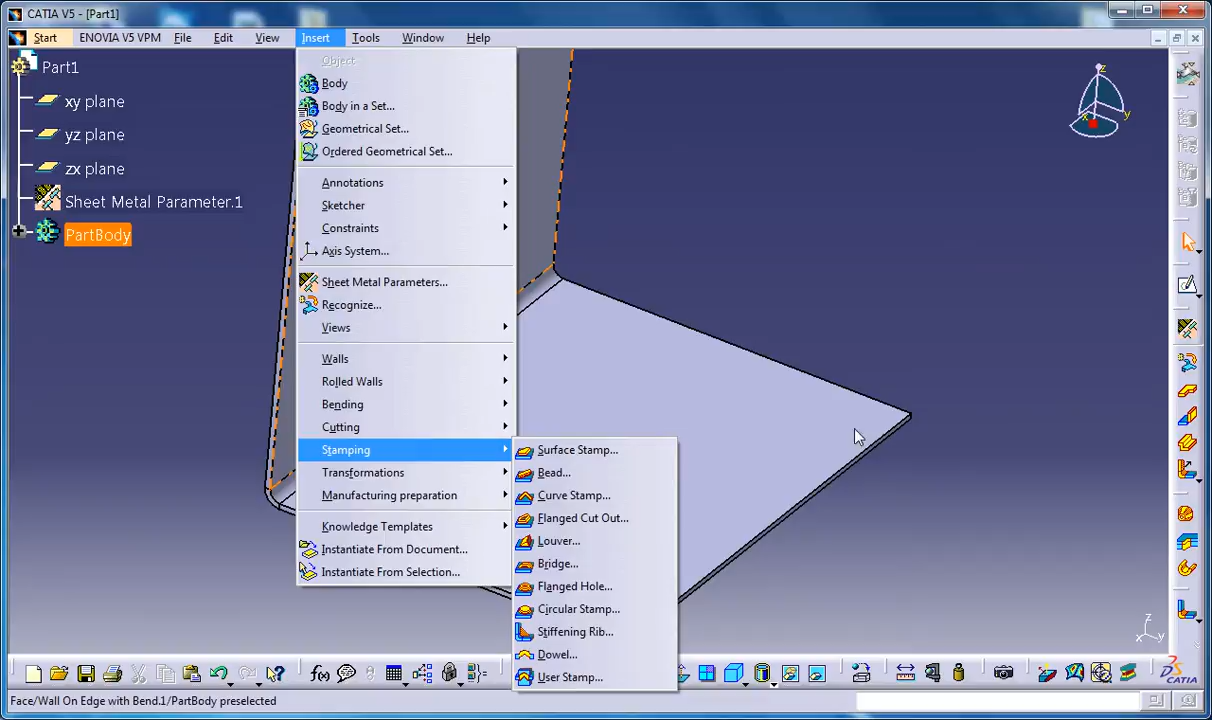 CATIA V5 - [Part1]
Start ENOVIA V5 VPM File Edit View Insert Tools Window Help
Part1
xy plane
yz plane
zx plane
Sheet Metal Parameter.1
PartBody
Object
Body
Body in a Set...
Geometrical Set...
Ordered Geometrical Set...
Annotations
Sketcher
Constraints
Axis System...
Sheet Metal Parameters...
Recognize...
Views
Walls
Rolled Walls
Bending
Cutting
Stamping
Transformations
Manufacturing preparation
Knowledge Templates
Instantiate From Document...
Instantiate From Selection...
Surface Stamp...
Bead...
Curve Stamp...
Flanged Cut Out...
Louver...
Bridge...
Flanged Hole...
Circular Stamp...
Stiffening Rib...
Dowel...
User Stamp...
z
x
y
z
x y
f(x)
CATIA
Face/Wall On Edge with Bend.1/PartBody preselected